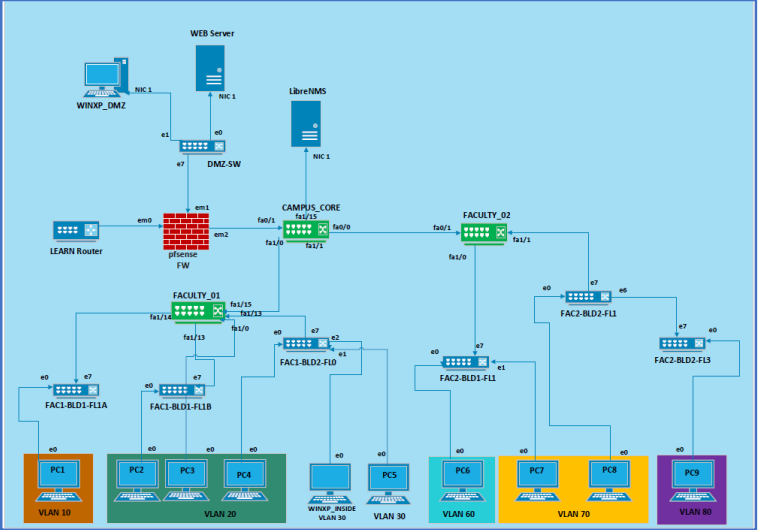 WEB Server
NIC 1
NIC 1
WINXP_DMZ
LibreNMS
e1
e0
DMZ-SW
e7
NIC 1
em1
em0
em2
LEARN Router
pfsense
FW
CAMPUS_CORE
fa0/1
fa1/15
fa0/0
fa1/0
fa1/1
FACULTY_02
fa0/1
fa1/1
fa1/0
FACULTY_01
fa1/15
fa1/14
fa1/13
fa1/0
fa1/13
e7
e6
e0
FAC2-BLD2-FL1
e0
e7
e2
e1
FAC1-BLD2-FL0
e7
e0
FAC2-BLD2-FL3
e7
e0
e1
FAC2-BLD1-FL1
e0
e7
FAC1-BLD1-FL1A
e0
e7
FAC1-BLD1-FL1B
e0
e0
e0
e0
e0
e0
e0
e0
e0
e0
PC1
PC2
PC3
PC4
PC5
PC6
PC7
PC8
PC9
VLAN 10
VLAN 20
WINXP_INSIDE
VLAN 30
VLAN 30
VLAN 60
VLAN 70
VLAN 80